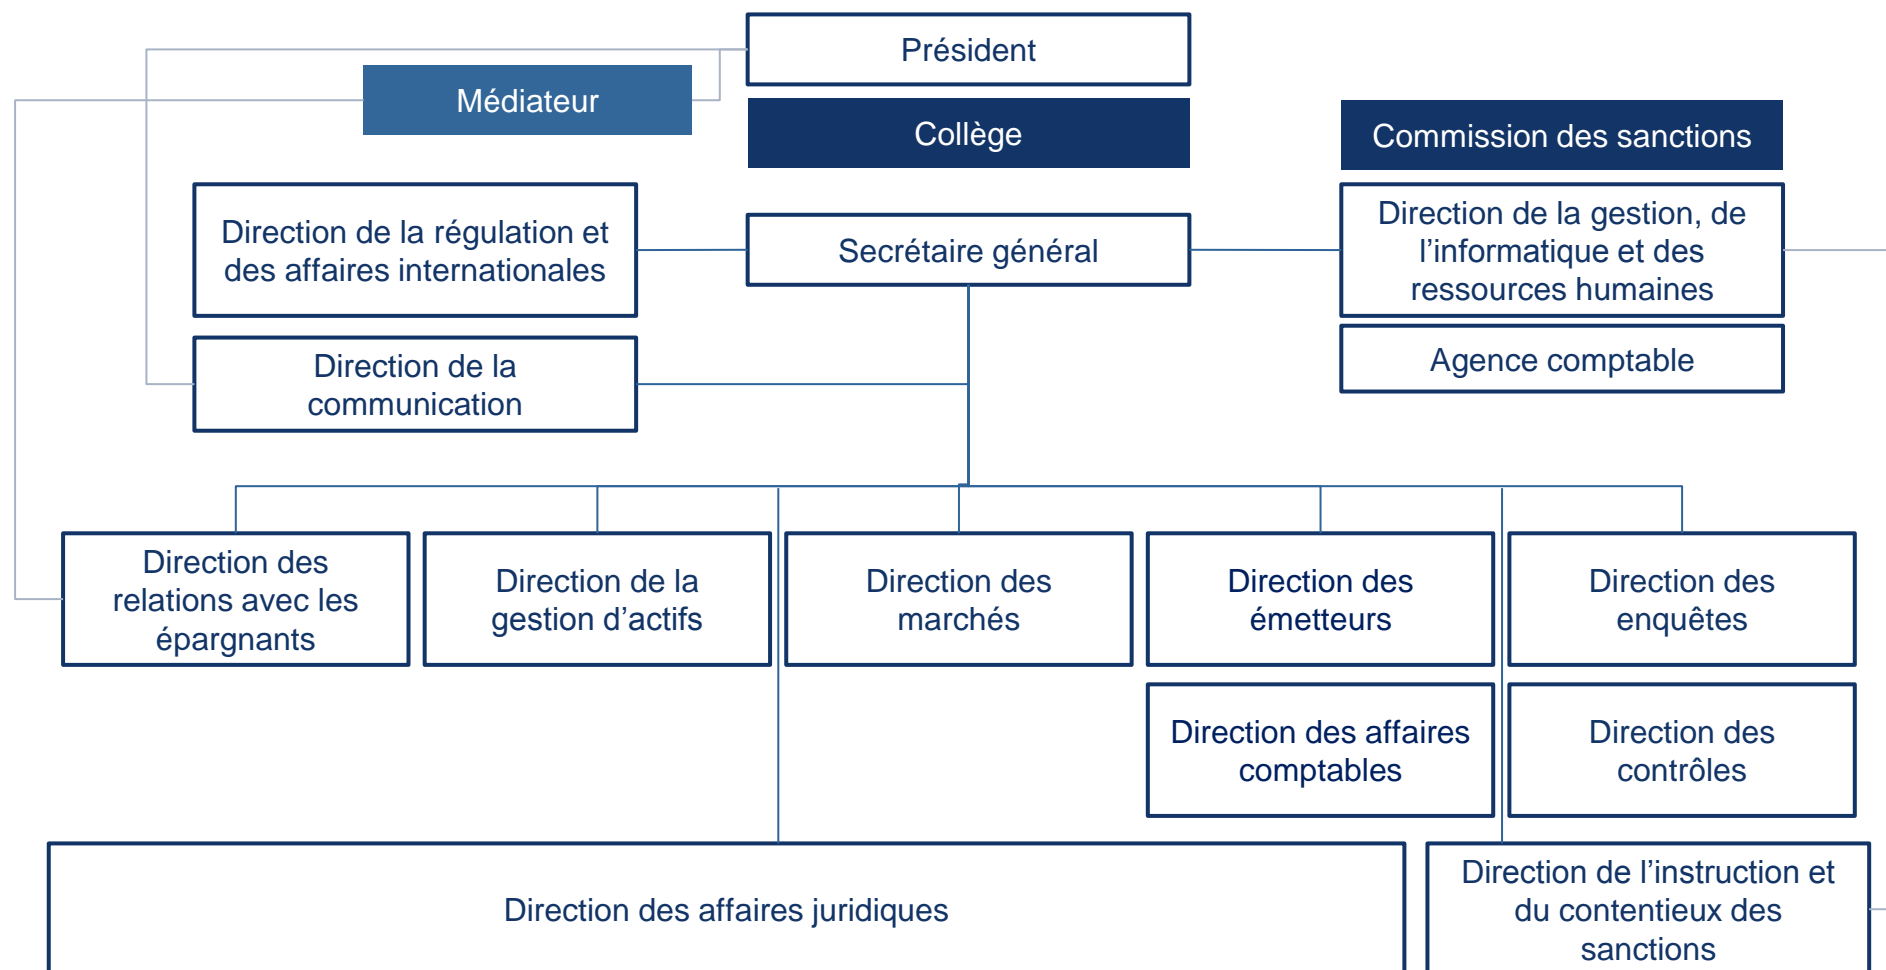 Président
Médiateur
Collège
Commission des sanctions
Direction de la régulation et
des affaires internationales
Secrétaire général
Direction de la gestion, de
l’informatique et des
ressources humaines
Direction de la
communication
Agence comptable
Direction des
relations avec les
épargnants
Direction de la
gestion d’actifs
Direction des
marchés
Direction des
émetteurs
Direction des
enquêtes
Direction des affaires
comptables
Direction des
contrôles
Direction des affaires juridiques
Direction de l’instruction et
du contentieux des
sanctions